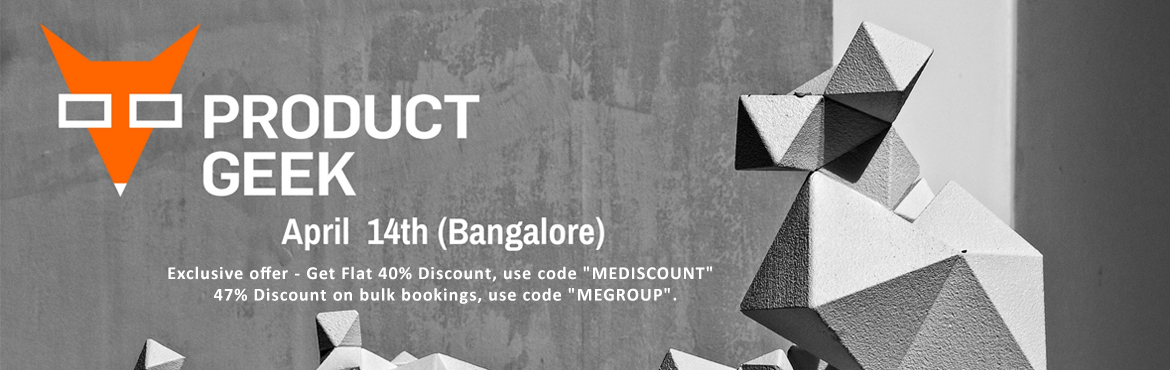 PRODUCT
GEEK
April 14th (Bangalore)
Exclusive offer - Get Flat 40% Discount, use code "MEDISCOUNT"
47% Discount on bulk bookings, use code "MEGROUP".